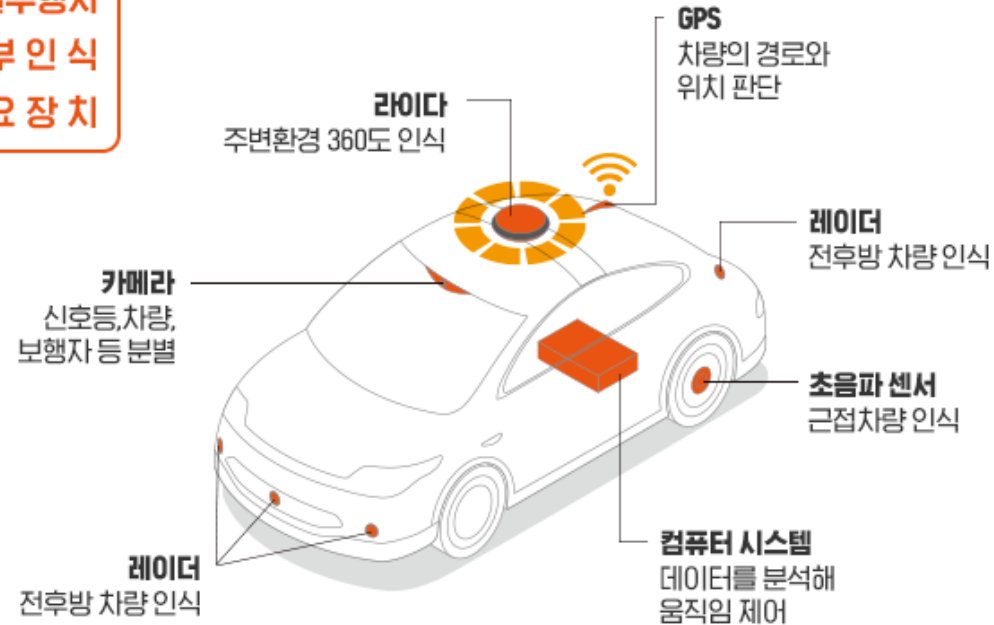 부 인 식
장 치
GPS
차량의 경로와
위치 판단
라이다
주변환경 360도 인식
레이더
전후방 차량 인식
카메라
신호등,차량,
보행자 등 분별
초음파 센서
근접차량 인식
컴퓨터 시스템
데이터를 분석해
움직임 제어
레이더
전후방 차량 인식